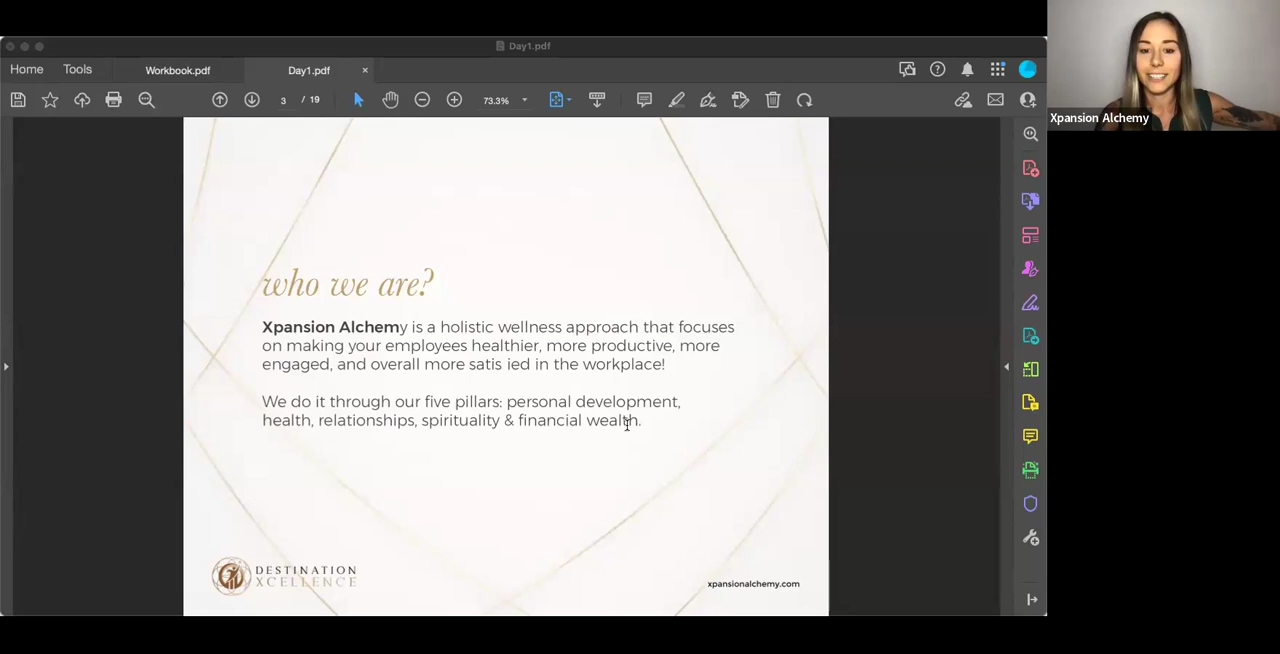 Day1.pdf
Home
Tools
Workbook.pdf
Day1.pdf
3 / 19
73.3%
who we are?
Xpansion Alchemy is a holistic wellness approach that focuses
on making your employees healthier, more productive, more
engaged, and overall more satis ied in the workplace!
We do it through our five pillars: personal development,
health, relationships, spirituality & financial wealth.
DESTINATION
XCELLENCE
xpansionalchemy.com
Xpansion Alchemy